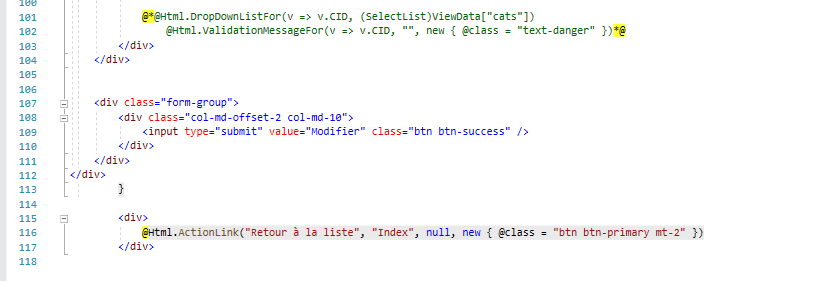 100
101 @*@Html.DropDownListFor(v => v.CID, (SelectList)ViewData["cats"])
102 @Html.ValidationMessageFor(v => v.CID, "", new { @class = "text-danger" })*@
103 </div>
104 </div>
105
106
107 <div class="form-group">
108 <div class="col-md-offset-2 col-md-10">
109 <input type="submit" value="Modifier" class="btn btn-success" />
110 </div>
111 </div>
112 </div>
113 }
114
115 <div>
116 @Html.ActionLink("Retour à la liste", "Index", null, new { @class = "btn btn-primary mt-2" })
117 </div>
118